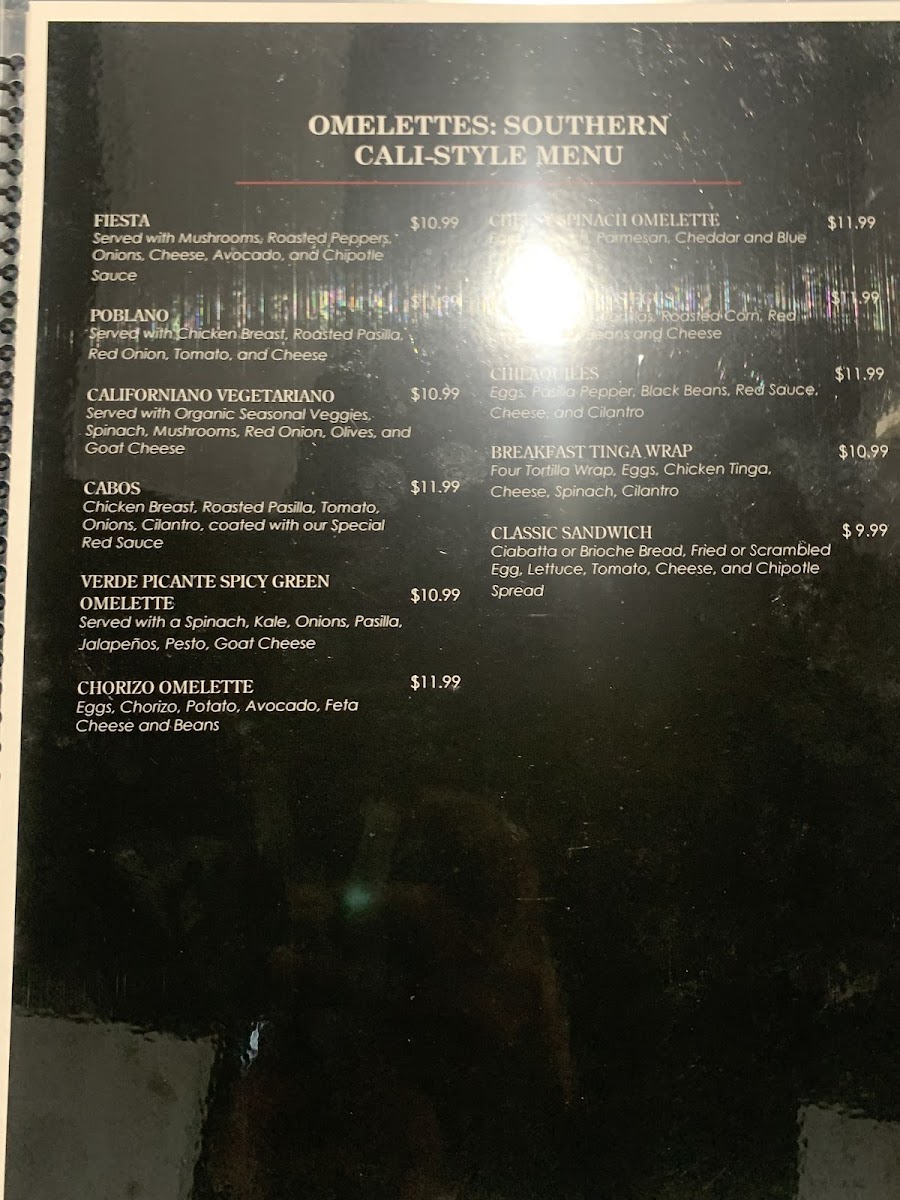 OMELETTES: SOUTHERN
CALI-STYLE MENU
FIESTA $10.99
Served with Mushrooms, Roasted Peppers,
Onions, Cheese, Avocado, and Chipotle
Sauce
POBLANO $11.99
Served with Chicken Breast, Roasted Pasilla,
Red Onion, Tomato, and Cheese
CALIFORNIANO VEGETARIANO $10.99
Served with Organic Seasonal Veggies,
Spinach, Mushrooms, Red Onion, Olives, and
Goat Cheese
CABOS $11.99
Chicken Breast, Roasted Pasilla, Tomato,
Onions, Cilantro, coated with our Special
Red Sauce
VERDE PICANTE SPICY GREEN
OMELETTE $10.99
Served with a Spinach, Kale, Onions, Pasilla,
Jalapeños, Pesto, Goat Cheese
CHORIZO OMELETTE $11.99
Eggs, Chorizo, Potato, Avocado, Feta
Cheese and Beans
SPINACH OMELETTE $11.99
Parmesan, Cheddar and Blue
$11.99
Roasted Corn, Red
and Cheese
CHILAQUILES $11.99
Eggs, Pasilla Pepper, Black Beans, Red Sauce,
Cheese, and Cilantro
BREAKFAST TINGA WRAP $10.99
Four Tortilla Wrap, Eggs, Chicken Tinga,
Cheese, Spinach, Cilantro
CLASSIC SANDWICH $ 9.99
Ciabatta or Brioche Bread, Fried or Scrambled
Egg, Lettuce, Tomato, Cheese, and Chipotle
Spread